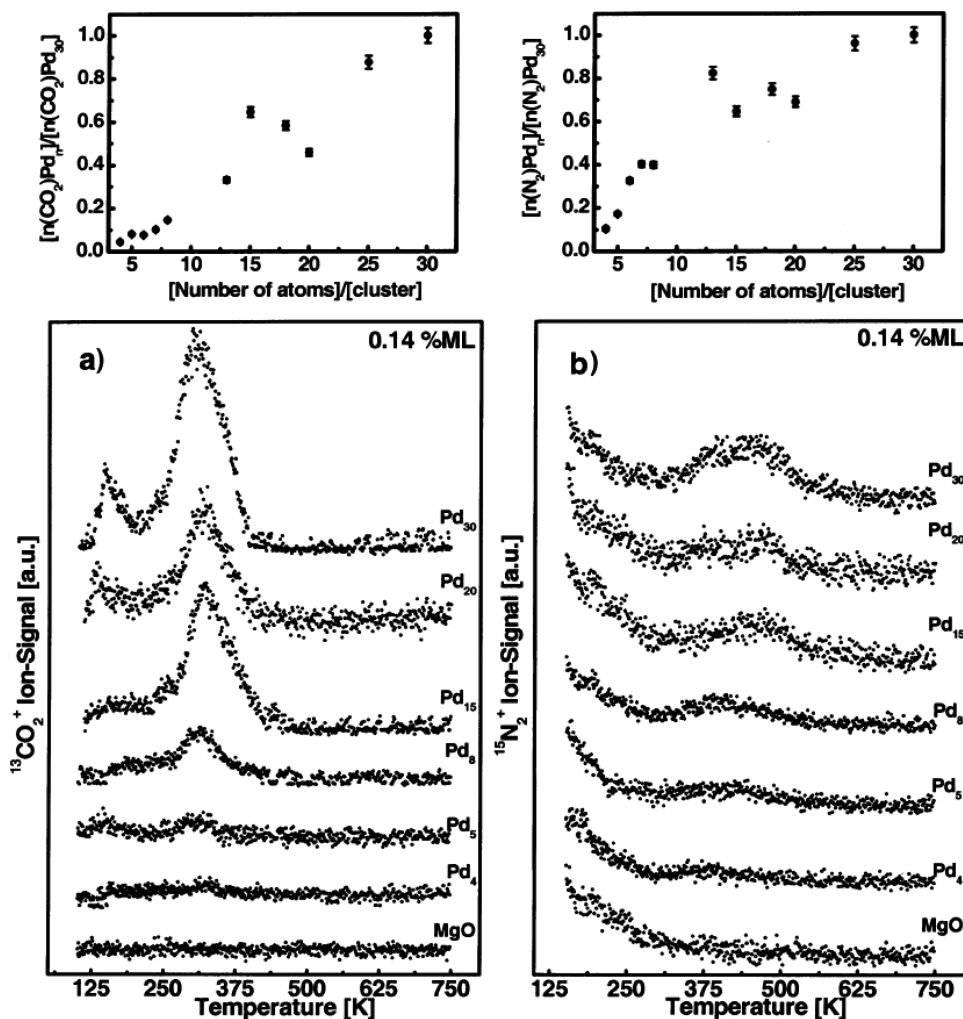 [n(CO₂)Pdₙ]/[n(CO₂)Pd₃₀]
1.0
0.8
0.6
0.4
0.2
0.0
5 10 15 20 25 30
[Number of atoms]/[cluster]
[n(N₂)Pdₙ]/[n(N₂)Pd₃₀]
1.0
0.8
0.6
0.4
0.2
0.0
5 10 15 20 25 30
[Number of atoms]/[cluster]
a)
0.14 %ML
¹³CO₂⁺ Ion-Signal [a.u.]
Pd₃₀
Pd₂₀
Pd₁₅
Pd₈
Pd₅
Pd₄
MgO
125 250 375 500 625 750
Temperature [K]
b)
0.14 %ML
¹⁵N₂⁺ Ion-Signal [a.u.]
Pd₃₀
Pd₂₀
Pd₁₅
Pd₈
Pd₅
Pd₄
MgO
125 250 375 500 625 750
Temperature [K]